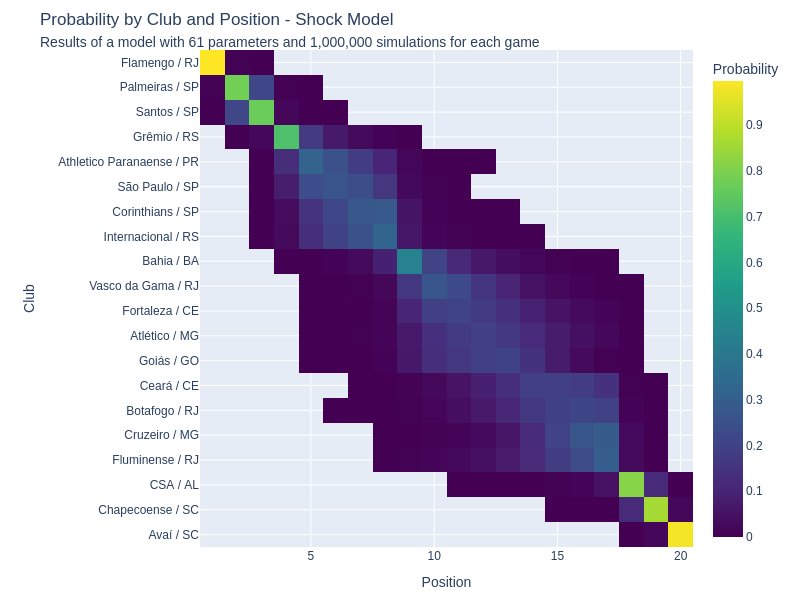 Probability by Club and Position - Shock Model
Results of a model with 61 parameters and 1,000,000 simulations for each game
Flamengo / RJ
Palmeiras / SP
Santos / SP
Grêmio / RS
Athletico Paranaense / PR
São Paulo / SP
Corinthians / SP
Internacional / RS
Bahia / BA
Vasco da Gama / RJ
Fortaleza / CE
Atlético / MG
Goiás / GO
Ceará / CE
Botafogo / RJ
Cruzeiro / MG
Fluminense / RJ
CSA / AL
Chapecoense / SC
Avaí / SC
Club
5
10
15
20
Position
Probability
0.9
0.8
0.7
0.6
0.5
0.4
0.3
0.2
0.1
0